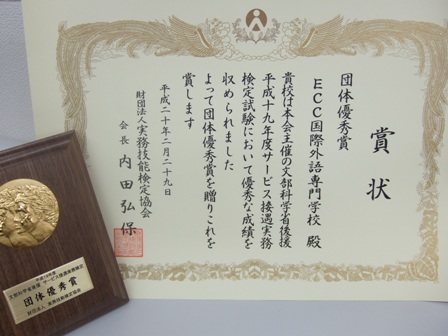 賞状
団体優秀賞
ECC国際外語専門学校 殿
貴校は本会主催の文部科学省後援
平成十九年度サービス接遇実務
検定試験において優秀な成績を
収められました
よって団体優秀賞を贈りこれを
賞します
平成二十年二月二十九日
財団法人実務技能検定協会
会長 内田弘保
団体優秀賞